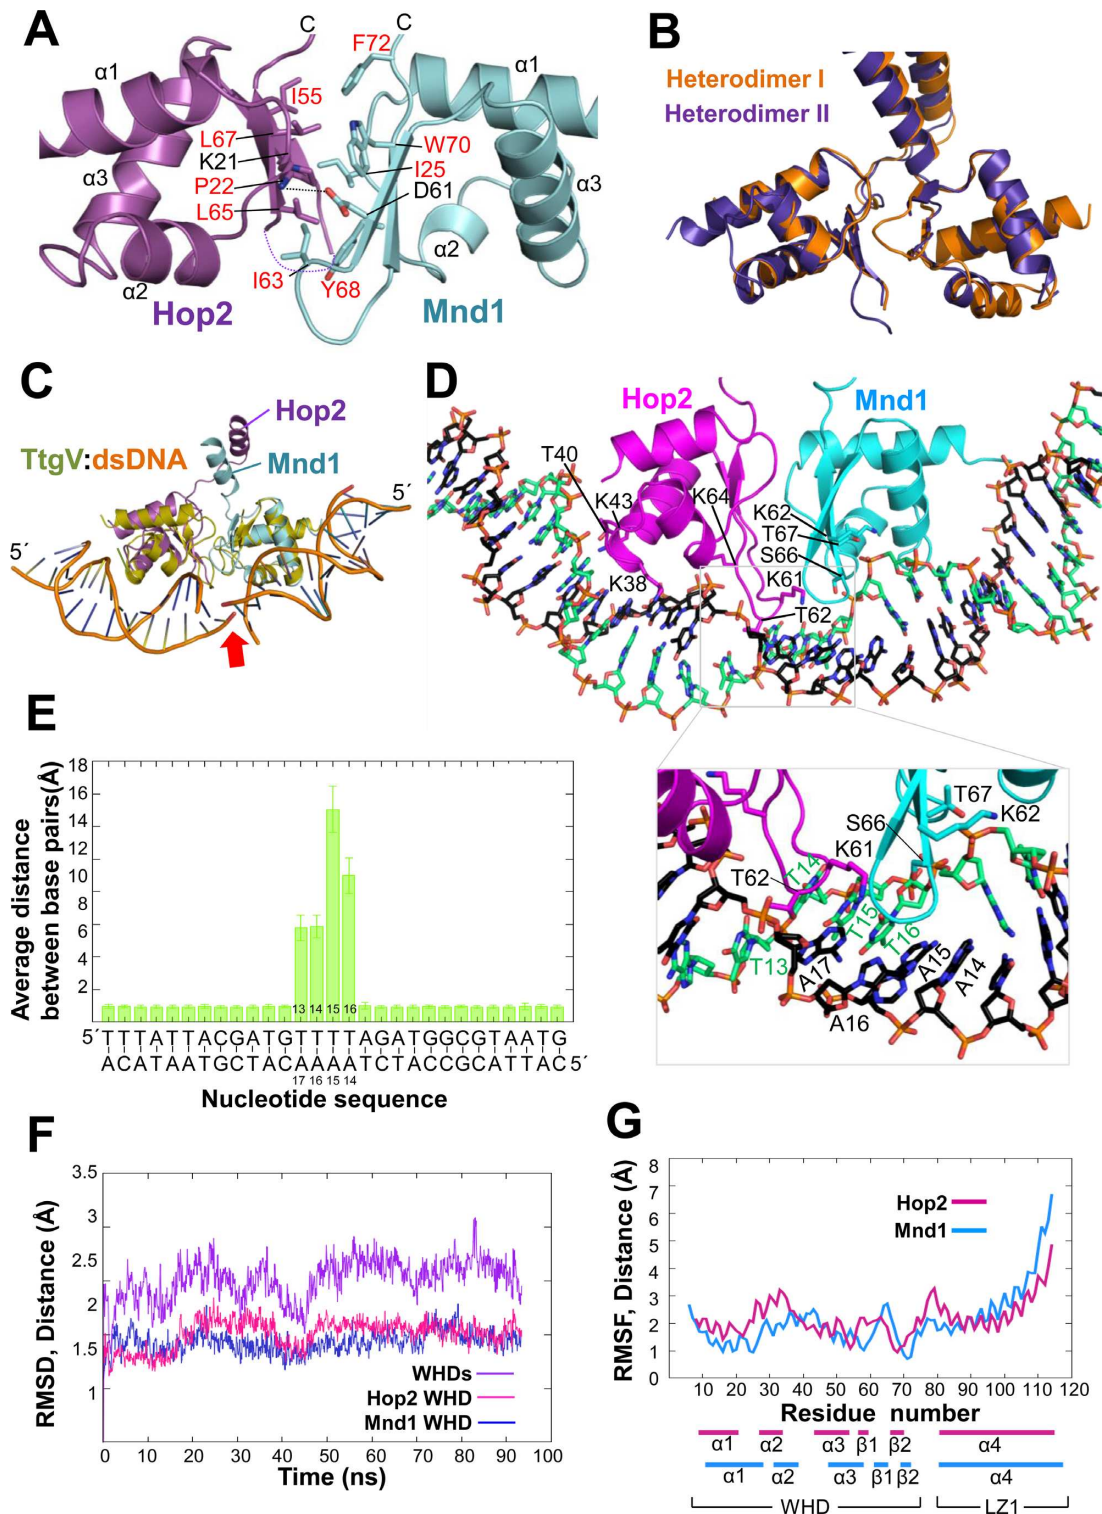 A
C
C
F72
α1
α1
I55
L67
K21
W70
α3
P22
I25
D61
α3
L65
α2
α2
I63
Y68
Hop2
Mnd1
B
Heterodimer I
Heterodimer II
C
Hop2
TtgV:dsDNA
Mnd1
5´
5´
D
Hop2
Mnd1
T40
K43
K64
K62
T67
S66
K38
K61
T62
T67
K62
S66
K61
T14
T62
T15
T16
T13
A17
A15
A14
A16
E
Average distance between base pairs(Å)
18
16
14
12
10
8
6
4
2
13 14 15 16
5´ TTTATTACGATGTTTTAGATGGCGTAATG
ACATAATGCTACAAAATCTACCGCATTAC 5´
17 16 15 14
Nucleotide sequence
F
RMSD, Distance (Å)
3.5
3
2.5
2
1.5
1
WHDs
Hop2 WHD
Mnd1 WHD
0 10 20 30 40 50 60 70 80 90 100
Time (ns)
G
RMSF, Distance (Å)
8
7
6
5
4
3
2
1
0
Hop2
Mnd1
10 20 30 40 50 60 70 80 90 100 110 120
Residue number
α1 α2 α3 β1 β2 α4
α1 α2 α3 β1 β2 α4
WHD LZ1